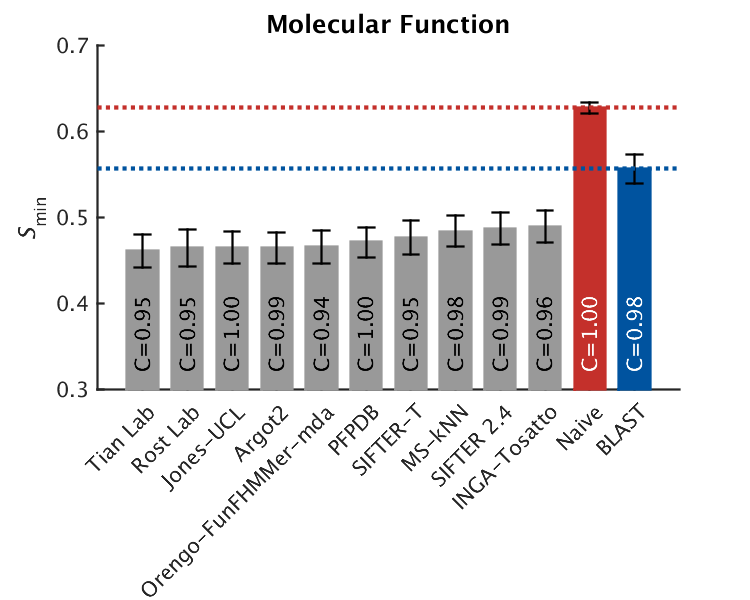 Molecular Function
0.7
0.6
0.5
0.4
0.3
Smin
C=0.95
C=0.95
C=1.00
C=0.99
C=0.94
C=1.00
C=0.95
C=0.98
C=0.99
C=0.96
C=1.00
C=0.98
Tian Lab
Rost Lab
Jones-UCL
Argot2
Orengo-FunFHMMer-mda
PFPDB
SIFTER-T
MS-kNN
SIFTER 2.4
INGA-Tosatto
Naive
BLAST